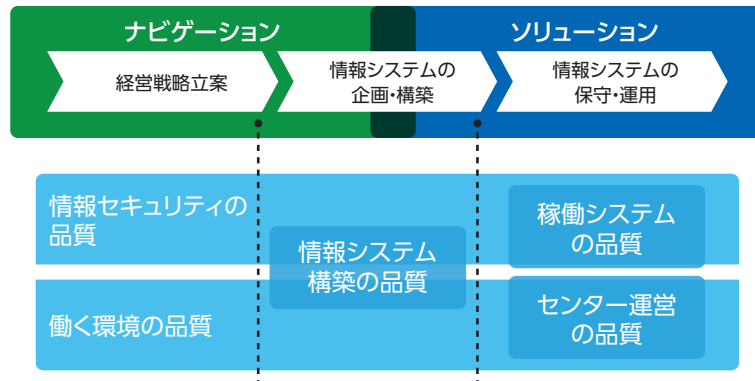 ナビゲーション
ソリューション
経営戦略立案
情報システムの
企画・構築
情報システムの
保守・運用
情報セキュリティの
品質
情報システム
構築の品質
稼働システム
の品質
働く環境の品質
センター運営
の品質